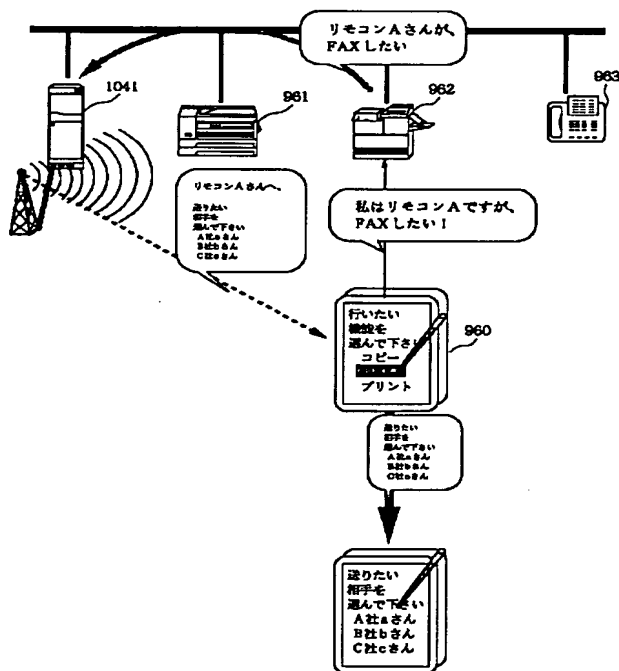 リモコンAさんが、
FAXしたい
1041
961
962
963
リモコンAさんへ、
送りたい
相手を
選んで下さい
A社aさん
B社bさん
C社cさん
私はリモコンAですが、
FAXしたい!
行いたい
機能を
選んで下さい
コピー
プリント
960
送りたい
相手を
選んで下さい
A社aさん
B社bさん
C社cさん
送りたい
相手を
選んで下さい
A社aさん
B社bさん
C社cさん